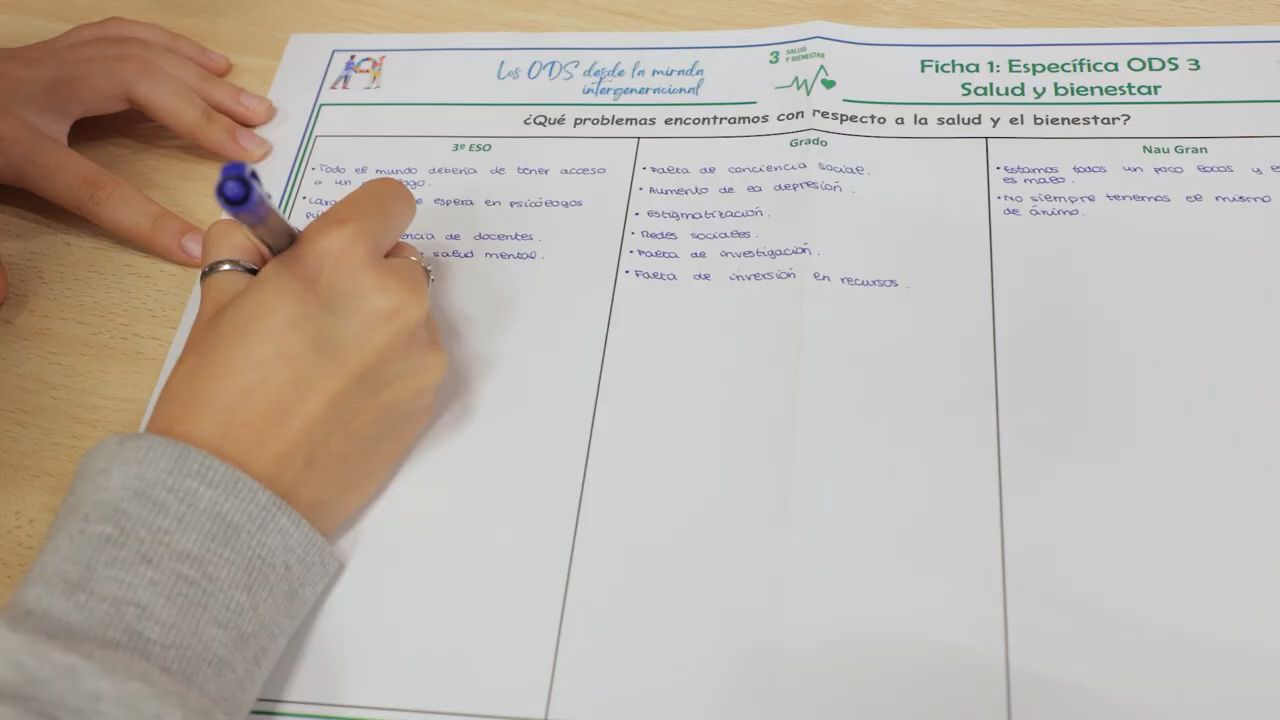 Los ODS desde la mirada
intergeneracional
3 SALUD
Y BIENESTAR
Ficha 1: Específica ODS 3
Salud y bienestar
¿Qué problemas encontramos con respecto a la salud y el bienestar?
3º ESO
• Todo el mundo debería de tener acceso
a un
espera en psicólogos
de docentes.
salud mental.
Grado
• Falta de conciencia social.
• Aumento de la depresión.
• Estigmatización.
• Redes sociales.
• Falta de investigación.
• Falta de inversión en recursos.
Nau Gran
• Estamos todos un poco locos y
es malo.
• No siempre tenemos el mismo
de ánimo.